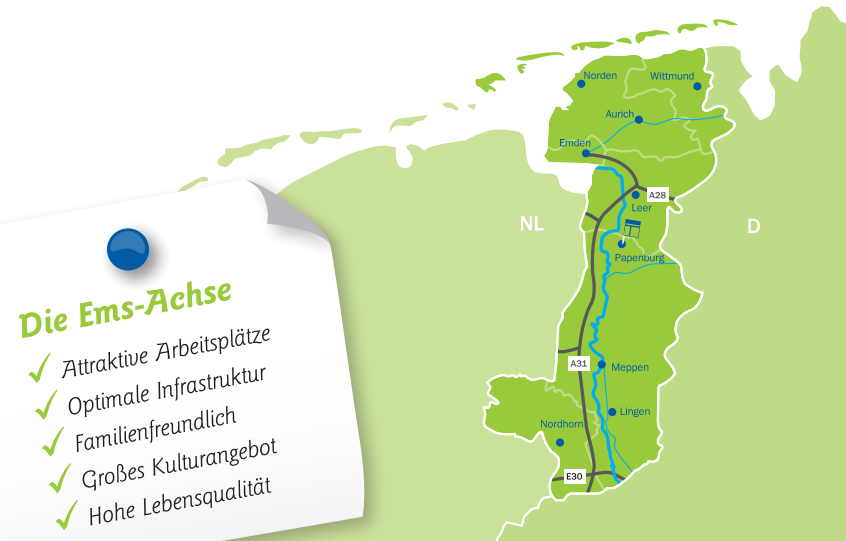 Die Ems-Achse
Attraktive Arbeitsplätze
Optimale Infrastruktur
Familienfreundlich
Großes Kulturangebot
Hohe Lebensqualität
Norden
Wittmund
Aurich
Emden
A28
Leer
NL
D
Papenburg
A31
Meppen
Lingen
Nordhorn
E30